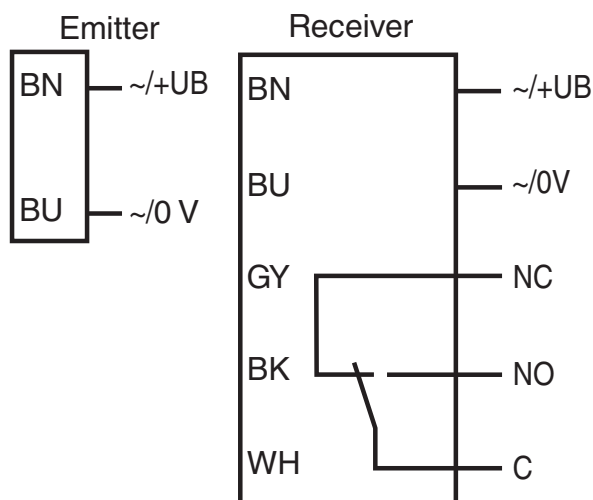 Emitter
BN ~/+UB
BU ~/0 V
Receiver
BN ~/+UB
BU ~/0V
GY NC
BK NO
WH C